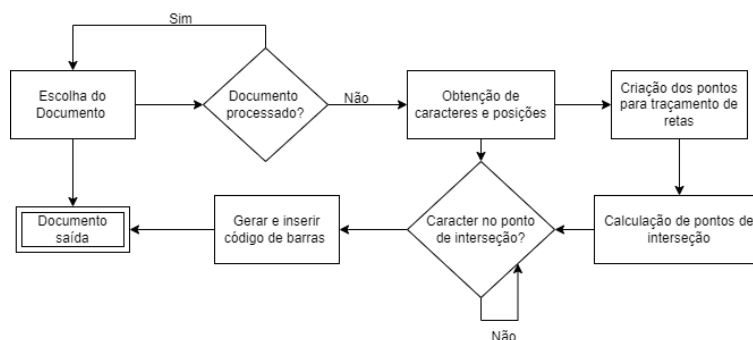 Sim
Escolha do
Documento
Documento
processado?
Não
Obtenção de
caracteres e posições
Criação dos pontos
para traçamento de
retas
Documento
saída
Gerar e inserir
código de barras
Caracter no ponto
de interseção?
Calculação de pontos de
interseção
Não